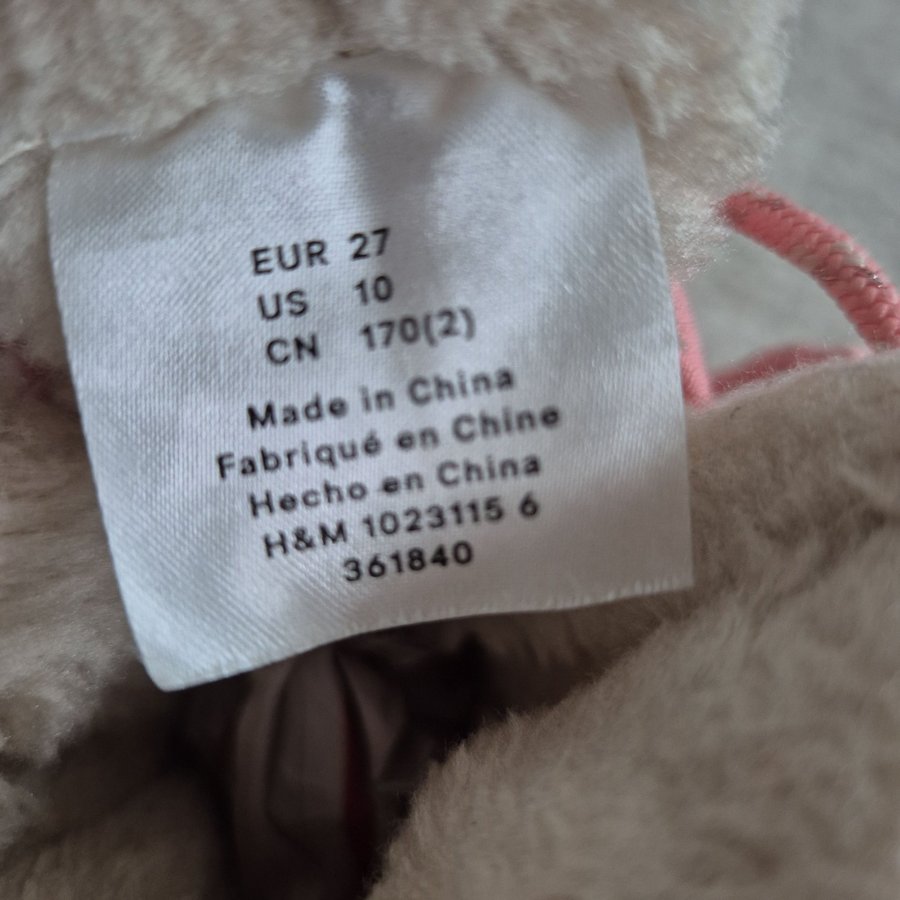 EUR 27
US 10
CN 170(2)
Made in China
Fabriqué en Chine
Hecho en China
H&M 1023115 6
361840